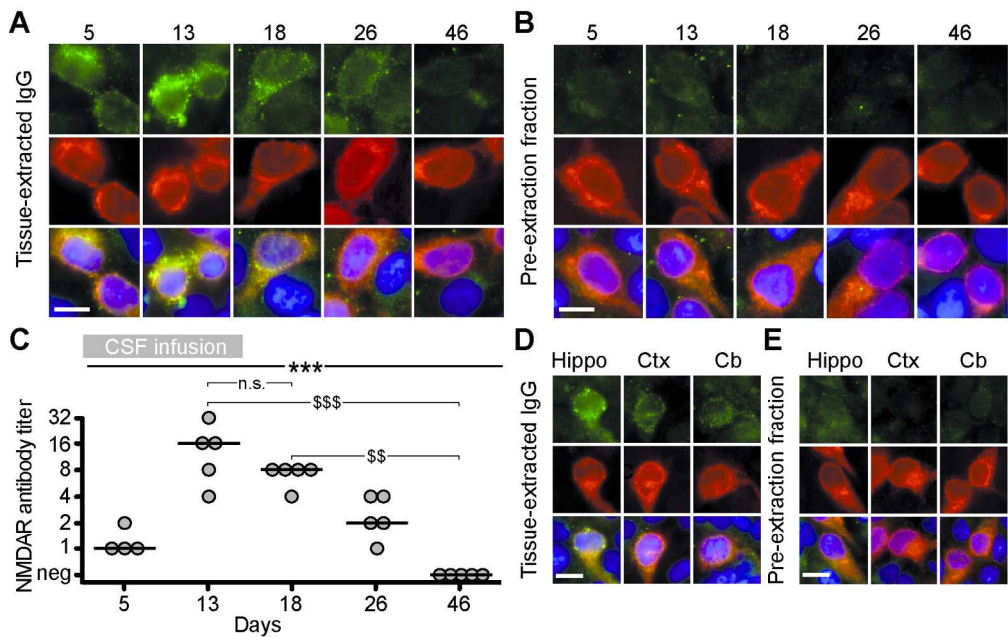 A
5 13 18 26 46
Tissue-extracted IgG
B
5 13 18 26 46
Pre-extraction fraction
C
CSF infusion
***
n.s.
$$$
$$
32
16
8
4
2
1
neg
NMDAR antibody titer
5 13 18 26 46
Days
D
Hippo Ctx Cb
Tissue-extracted IgG
E
Hippo Ctx Cb
Pre-extraction fraction